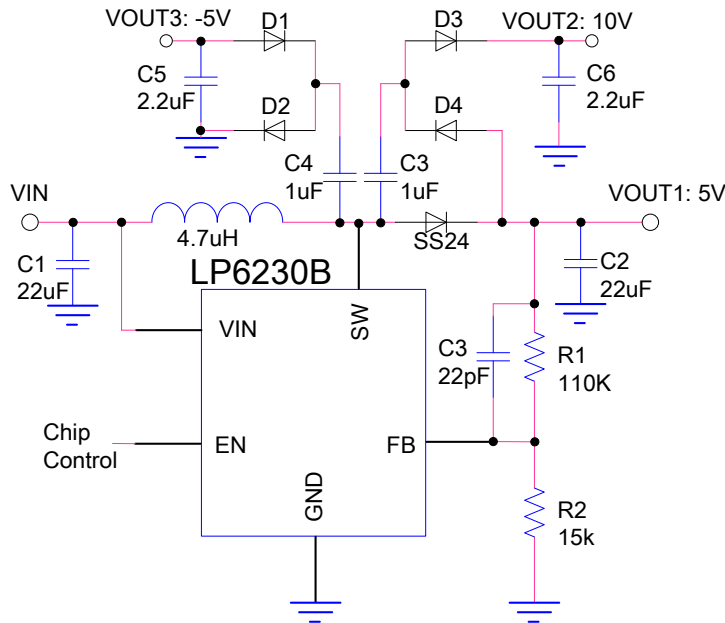 VOUT3: -5V
D1
D3
VOUT2: 10V
C5
2.2uF
C6
2.2uF
D2
D4
C4
1uF
C3
1uF
VIN
VOUT1: 5V
4.7uH
SS24
C1
22uF
C2
22uF
LP6230B
VIN
SW
C3
22pF
R1
110K
Chip
Control
EN
FB
GND
R2
15k